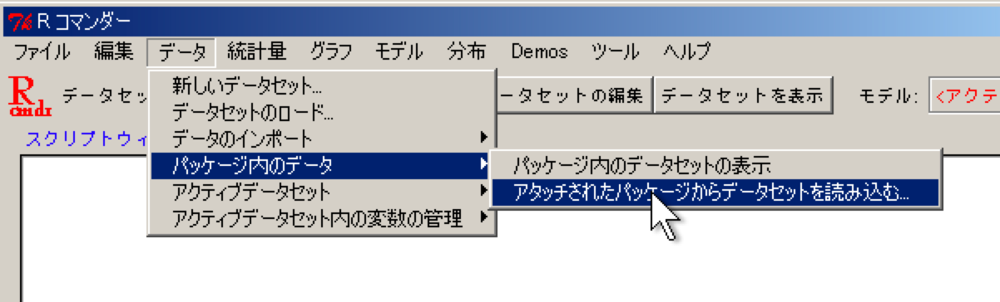 R コマンダー
ファイル 編集 データ 統計量 グラフ モデル 分布 Demos ツール ヘルプ
R cmdr データセッ ータセットの編集 データセットを表示 モデル: <アクテ
新しいデータセット...
データセットのロード...
スクリプトウィ
データのインポート
パッケージ内のデータ
パッケージ内のデータセットの表示
アクティブデータセット
アタッチされたパッケージからデータセットを読み込む...
アクティブデータセット内の変数の管理